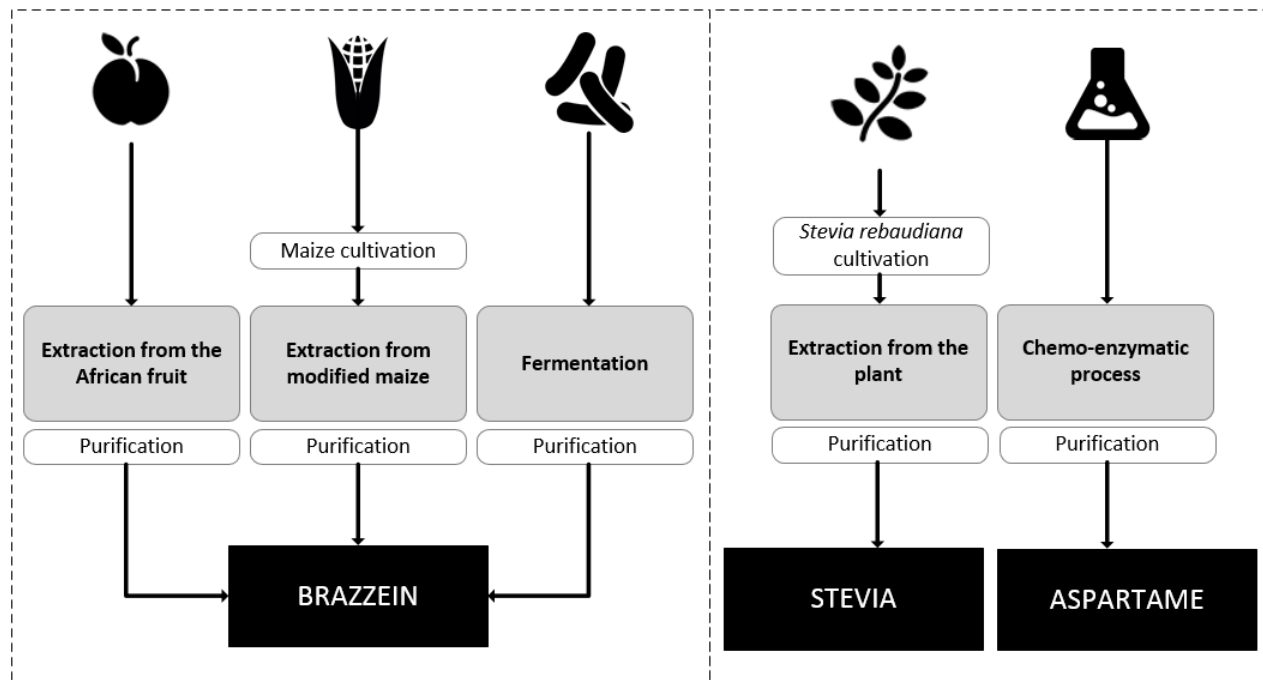 Maize cultivation
Stevia rebaudiana
cultivation
Extraction from the
African fruit
Extraction from
modified maize
Fermentation
Extraction from the
plant
Chemo-enzymatic
process
Purification
Purification
Purification
Purification
Purification
BRAZZEIN
STEVIA
ASPARTAME